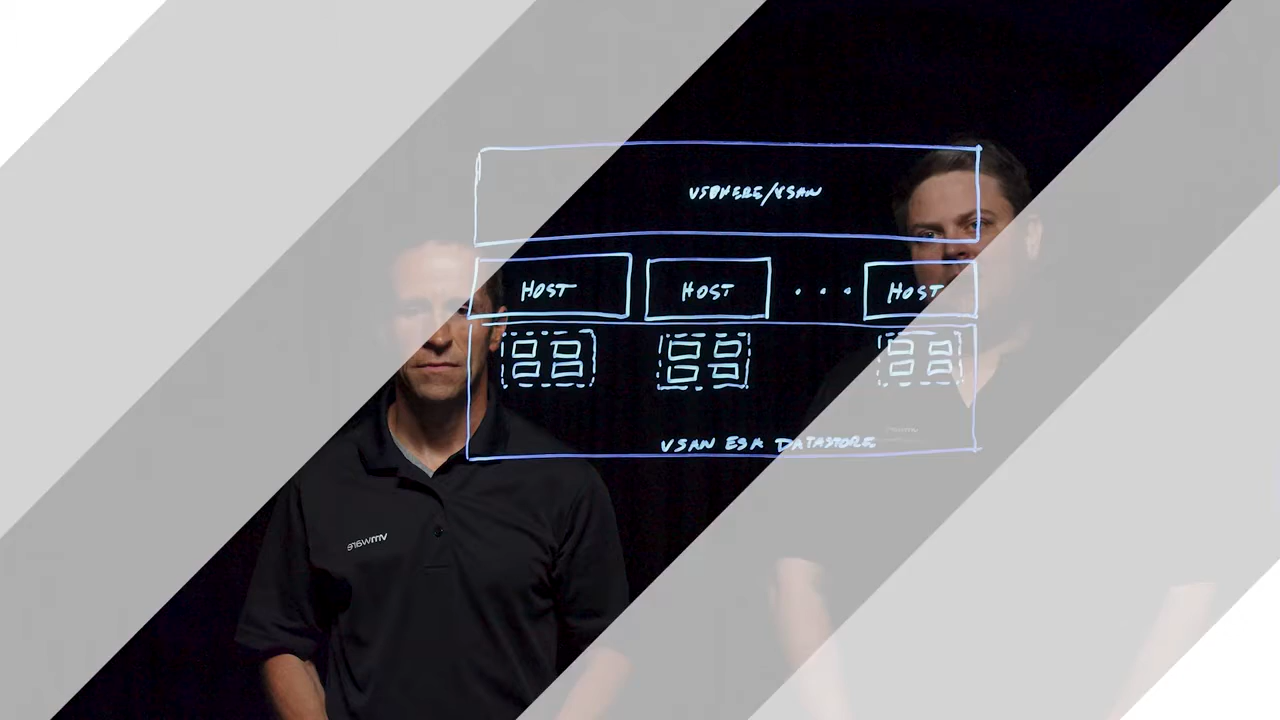 VSPHERE/VSAN
HOST
HOST
HOST
VSAN ESA DATASTORE
vmware